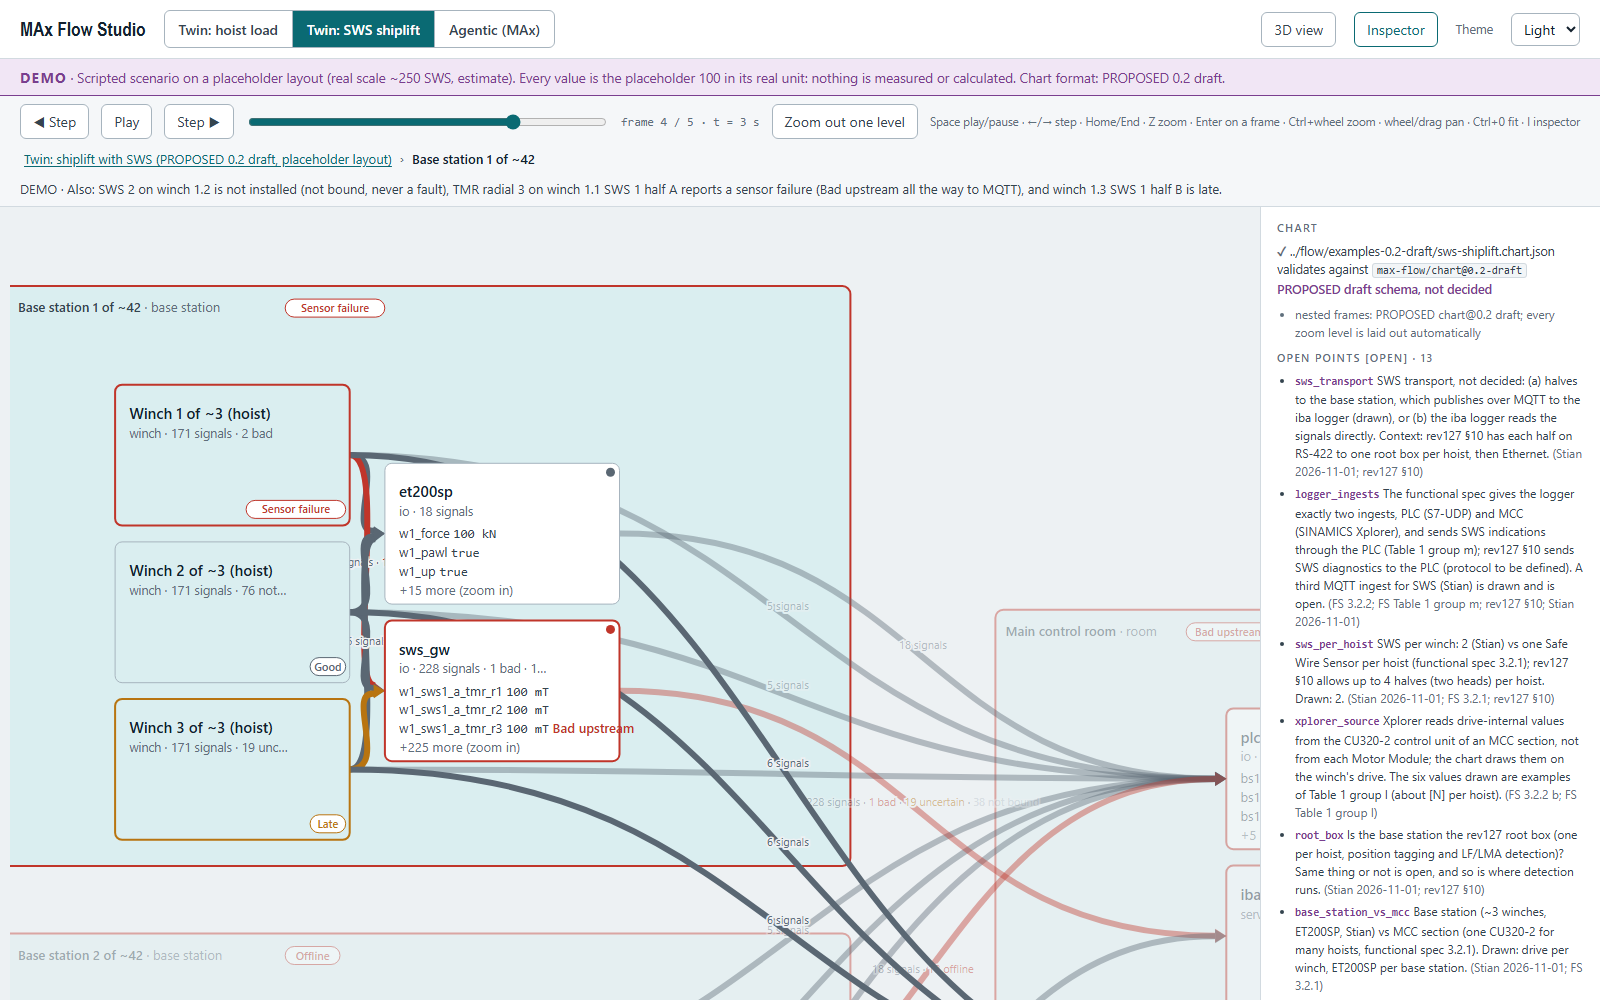 MAx Flow Studio
Twin: hoist load
Twin: SWS shiplift
Agentic (MAx)
3D view
Inspector
Theme
Light
DEMO · Scripted scenario on a placeholder layout (real scale ~250 SWS, estimate). Every value is the placeholder 100 in its real unit: nothing is measured or calculated. Chart format: PROPOSED 0.2 draft.
◀ Step
Play
Step ▶
frame 4 / 5 · t = 3 s
Zoom out one level
Space play/pause · ←/→ step · Home/End · Z zoom · Enter on a frame · Ctrl+wheel zoom · wheel/drag pan · Ctrl+0 fit · I inspector
Twin: shiplift with SWS (PROPOSED 0.2 draft, placeholder layout) › Base station 1 of ~42
DEMO · Also: SWS 2 on winch 1.2 is not installed (not bound, never a fault), TMR radial 3 on winch 1.1 SWS 1 half A reports a sensor failure (Bad upstream all the way to MQTT), and winch 1.3 SWS 1 half B is late.
Base station 1 of ~42 · base station
Sensor failure
Winch 1 of ~3 (hoist)
winch · 171 signals · 2 bad
Sensor failure
Winch 2 of ~3 (hoist)
winch · 171 signals · 76 not...
Good
Winch 3 of ~3 (hoist)
winch · 171 signals · 19 unc...
Late
et200sp
io · 18 signals
w1_force 100 kN
w1_pawl true
w1_up true
+15 more (zoom in)
sws_gw
io · 228 signals · 1 bad · 1...
w1_sws1_a_tmr_r1 100 mT
w1_sws1_a_tmr_r2 100 mT
w1_sws1_a_tmr_r3 100 mT Bad upstream
+225 more (zoom in)
5 signals
18 signals
5 signals
6 signals
228 signals · 1 bad · 19 uncertain · 38 not bound
6 signals
6 signals
5 signals
offline
Main control room · room
Bad upstream
plc
io ·
bs1
bs1
bs1
+5
iba
serv
Base station 2 of ~42 · base station
Offline
CHART
✓ ../flow/examples-0.2-draft/sws-shiplift.chart.json
validates against max-flow/chart@0.2-draft
PROPOSED draft schema, not decided
• nested frames: PROPOSED chart@0.2 draft; every
zoom level is laid out automatically
OPEN POINTS [OPEN] · 13
• sws_transport SWS transport, not decided: (a) halves
to the base station, which publishes over MQTT to the
iba logger (drawn), or (b) the iba logger reads the
signals directly. Context: rev127 §10 has each half on
RS-422 to one root box per hoist, then Ethernet. (Stian
2026-11-01; rev127 §10)
• logger_ingests The functional spec gives the logger
exactly two ingests, PLC (S7-UDP) and MCC
(SINAMICS Xplorer), and sends SWS indications
through the PLC (Table 1 group m); rev127 §10 sends
SWS diagnostics to the PLC (protocol to be defined). A
third MQTT ingest for SWS (Stian) is drawn and is
open. (FS 3.2.2; FS Table 1 group m; rev127 §10; Stian
2026-11-01)
• sws_per_hoist SWS per winch: 2 (Stian) vs one Safe
Wire Sensor per hoist (functional spec 3.2.1); rev127
§10 allows up to 4 halves (two heads) per hoist.
Drawn: 2. (Stian 2026-11-01; FS 3.2.1; rev127 §10)
• xplorer_source Xplorer reads drive-internal values
from the CU320-2 control unit of an MCC section, not
from each Motor Module; the chart draws them on
the winch's drive. The six values drawn are examples
of Table 1 group l (about [N] per hoist). (FS 3.2.2 b; FS
Table 1 group l)
• root_box Is the base station the rev127 root box (one
per hoist, position tagging and LF/LMA detection)?
Same thing or not is open, and so is where detection
runs. (Stian 2026-11-01; rev127 §10)
• base_station_vs_mcc Base station (~3 winches,
ET200SP, Stian) vs MCC section (one CU320-2 for
many hoists, functional spec 3.2.1). Drawn: drive per
winch, ET200SP per base station. (Stian 2026-11-01; FS
3.2.1)